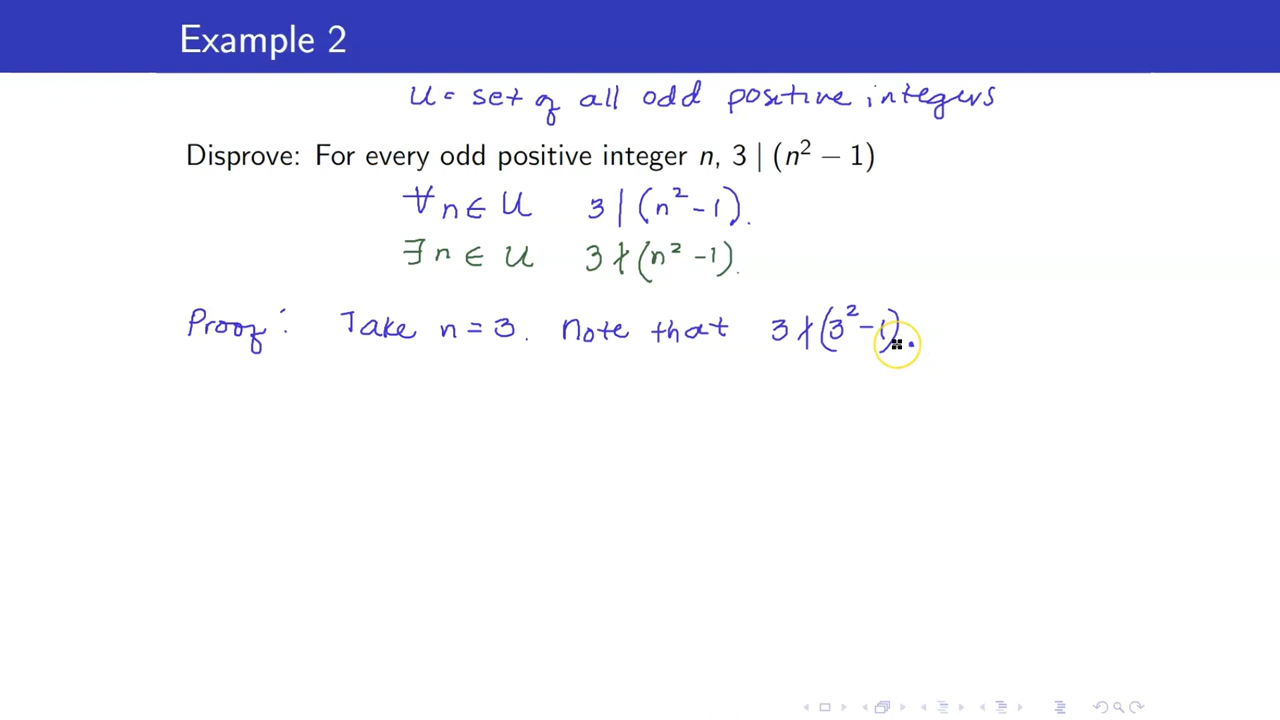 Example 2
U = set of all odd positive integers
Disprove: For every odd positive integer n, 3 | (n² − 1)
∀ n ∈ U 3 | (n² - 1).
∃ n ∈ U 3 ∤ (n² - 1).
Proof: Take n = 3. Note that 3 ∤ (3² - 1).